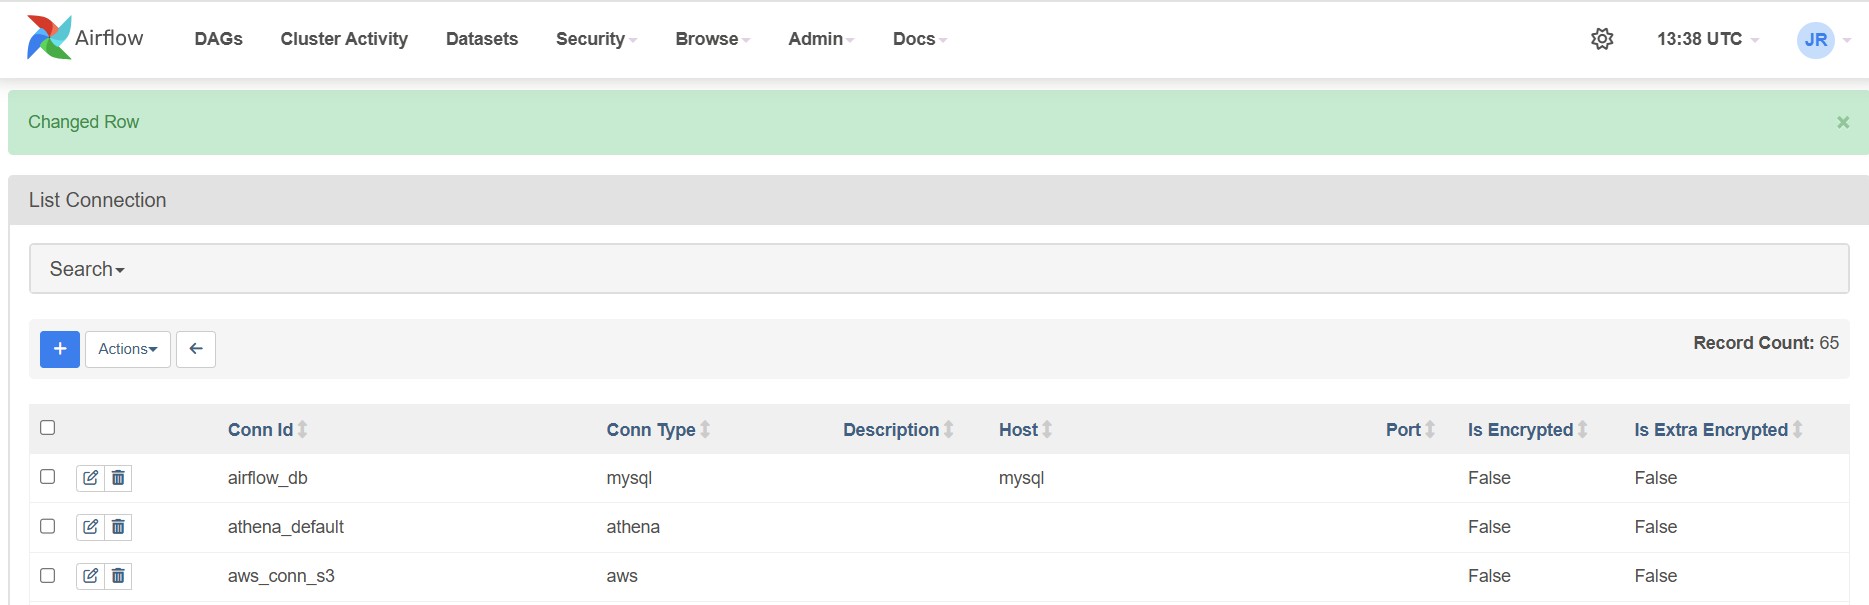 Airflow DAGs Cluster Activity Datasets Security Browse Admin Docs 13:38 UTC JR
Changed Row ×
List Connection
Search
+ Actions ← Record Count: 65
Conn Id Conn Type Description Host Port Is Encrypted Is Extra Encrypted
airflow_db mysql mysql False False
athena_default athena False False
aws_conn_s3 aws False False